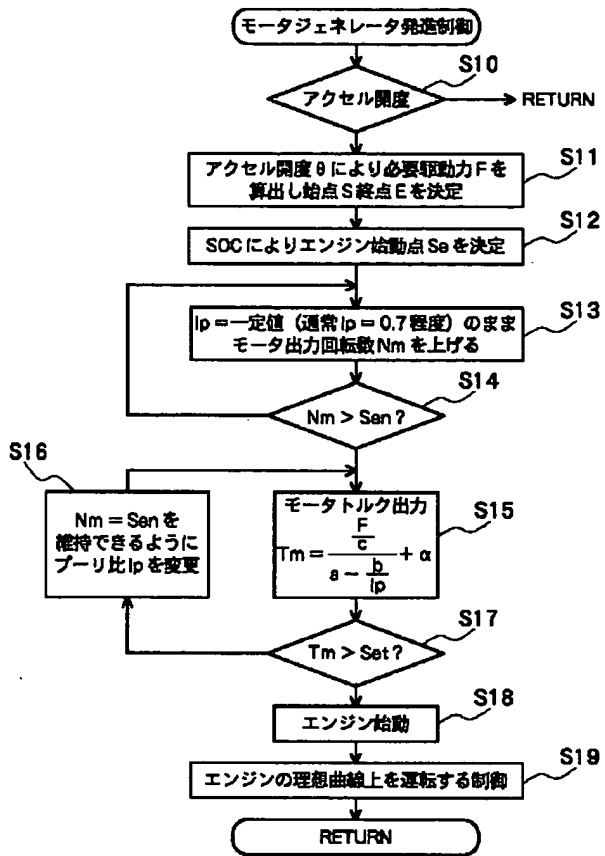 モータジェネレータ発進制御
S10
アクセル開度
RETURN
S11
アクセル開度θにより必要駆動力Fを
算出し始点S終点Eを決定
S12
SOCによりエンジン始動点Seを決定
S13
Ip=一定値（通常Ip=0.7程度）のまま
モータ出力回転数Nmを上げる
S14
Nm > Sen?
S16
Nm=Senを
維持できるように
プーリ比Ipを変更
S15
モータトルク出力
Tm = (F/c) / (a − b/Ip) + α
S17
Tm > Set?
S18
エンジン始動
S19
エンジンの理想曲線上を運転する制御
RETURN